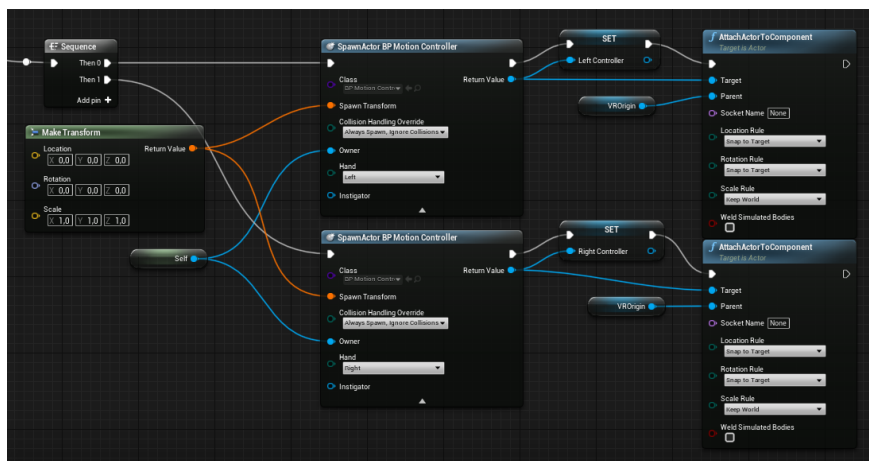 Sequence
Then 0
Then 1
Add pin +
Make Transform
Location
Return Value
X 0,0 Y 0,0 Z 0,0
Rotation
X 0,0 Y 0,0 Z 0,0
Scale
X 1,0 Y 1,0 Z 1,0
Self
SpawnActor BP Motion Controller
Class
Return Value
BP Motion Contr
Spawn Transform
Collision Handling Override
Always Spawn, Ignore Collisions
Owner
Hand
Left
Instigator
SET
Left Controller
VROrigin
f AttachActorToComponent
Target is Actor
Target
Parent
Socket Name None
Location Rule
Snap to Target
Rotation Rule
Snap to Target
Scale Rule
Keep World
Weld Simulated Bodies
SpawnActor BP Motion Controller
Class
Return Value
BP Motion Contr
Spawn Transform
Collision Handling Override
Always Spawn, Ignore Collisions
Owner
Hand
Right
Instigator
SET
Right Controller
VROrigin
f AttachActorToComponent
Target is Actor
Target
Parent
Socket Name None
Location Rule
Snap to Target
Rotation Rule
Snap to Target
Scale Rule
Keep World
Weld Simulated Bodies